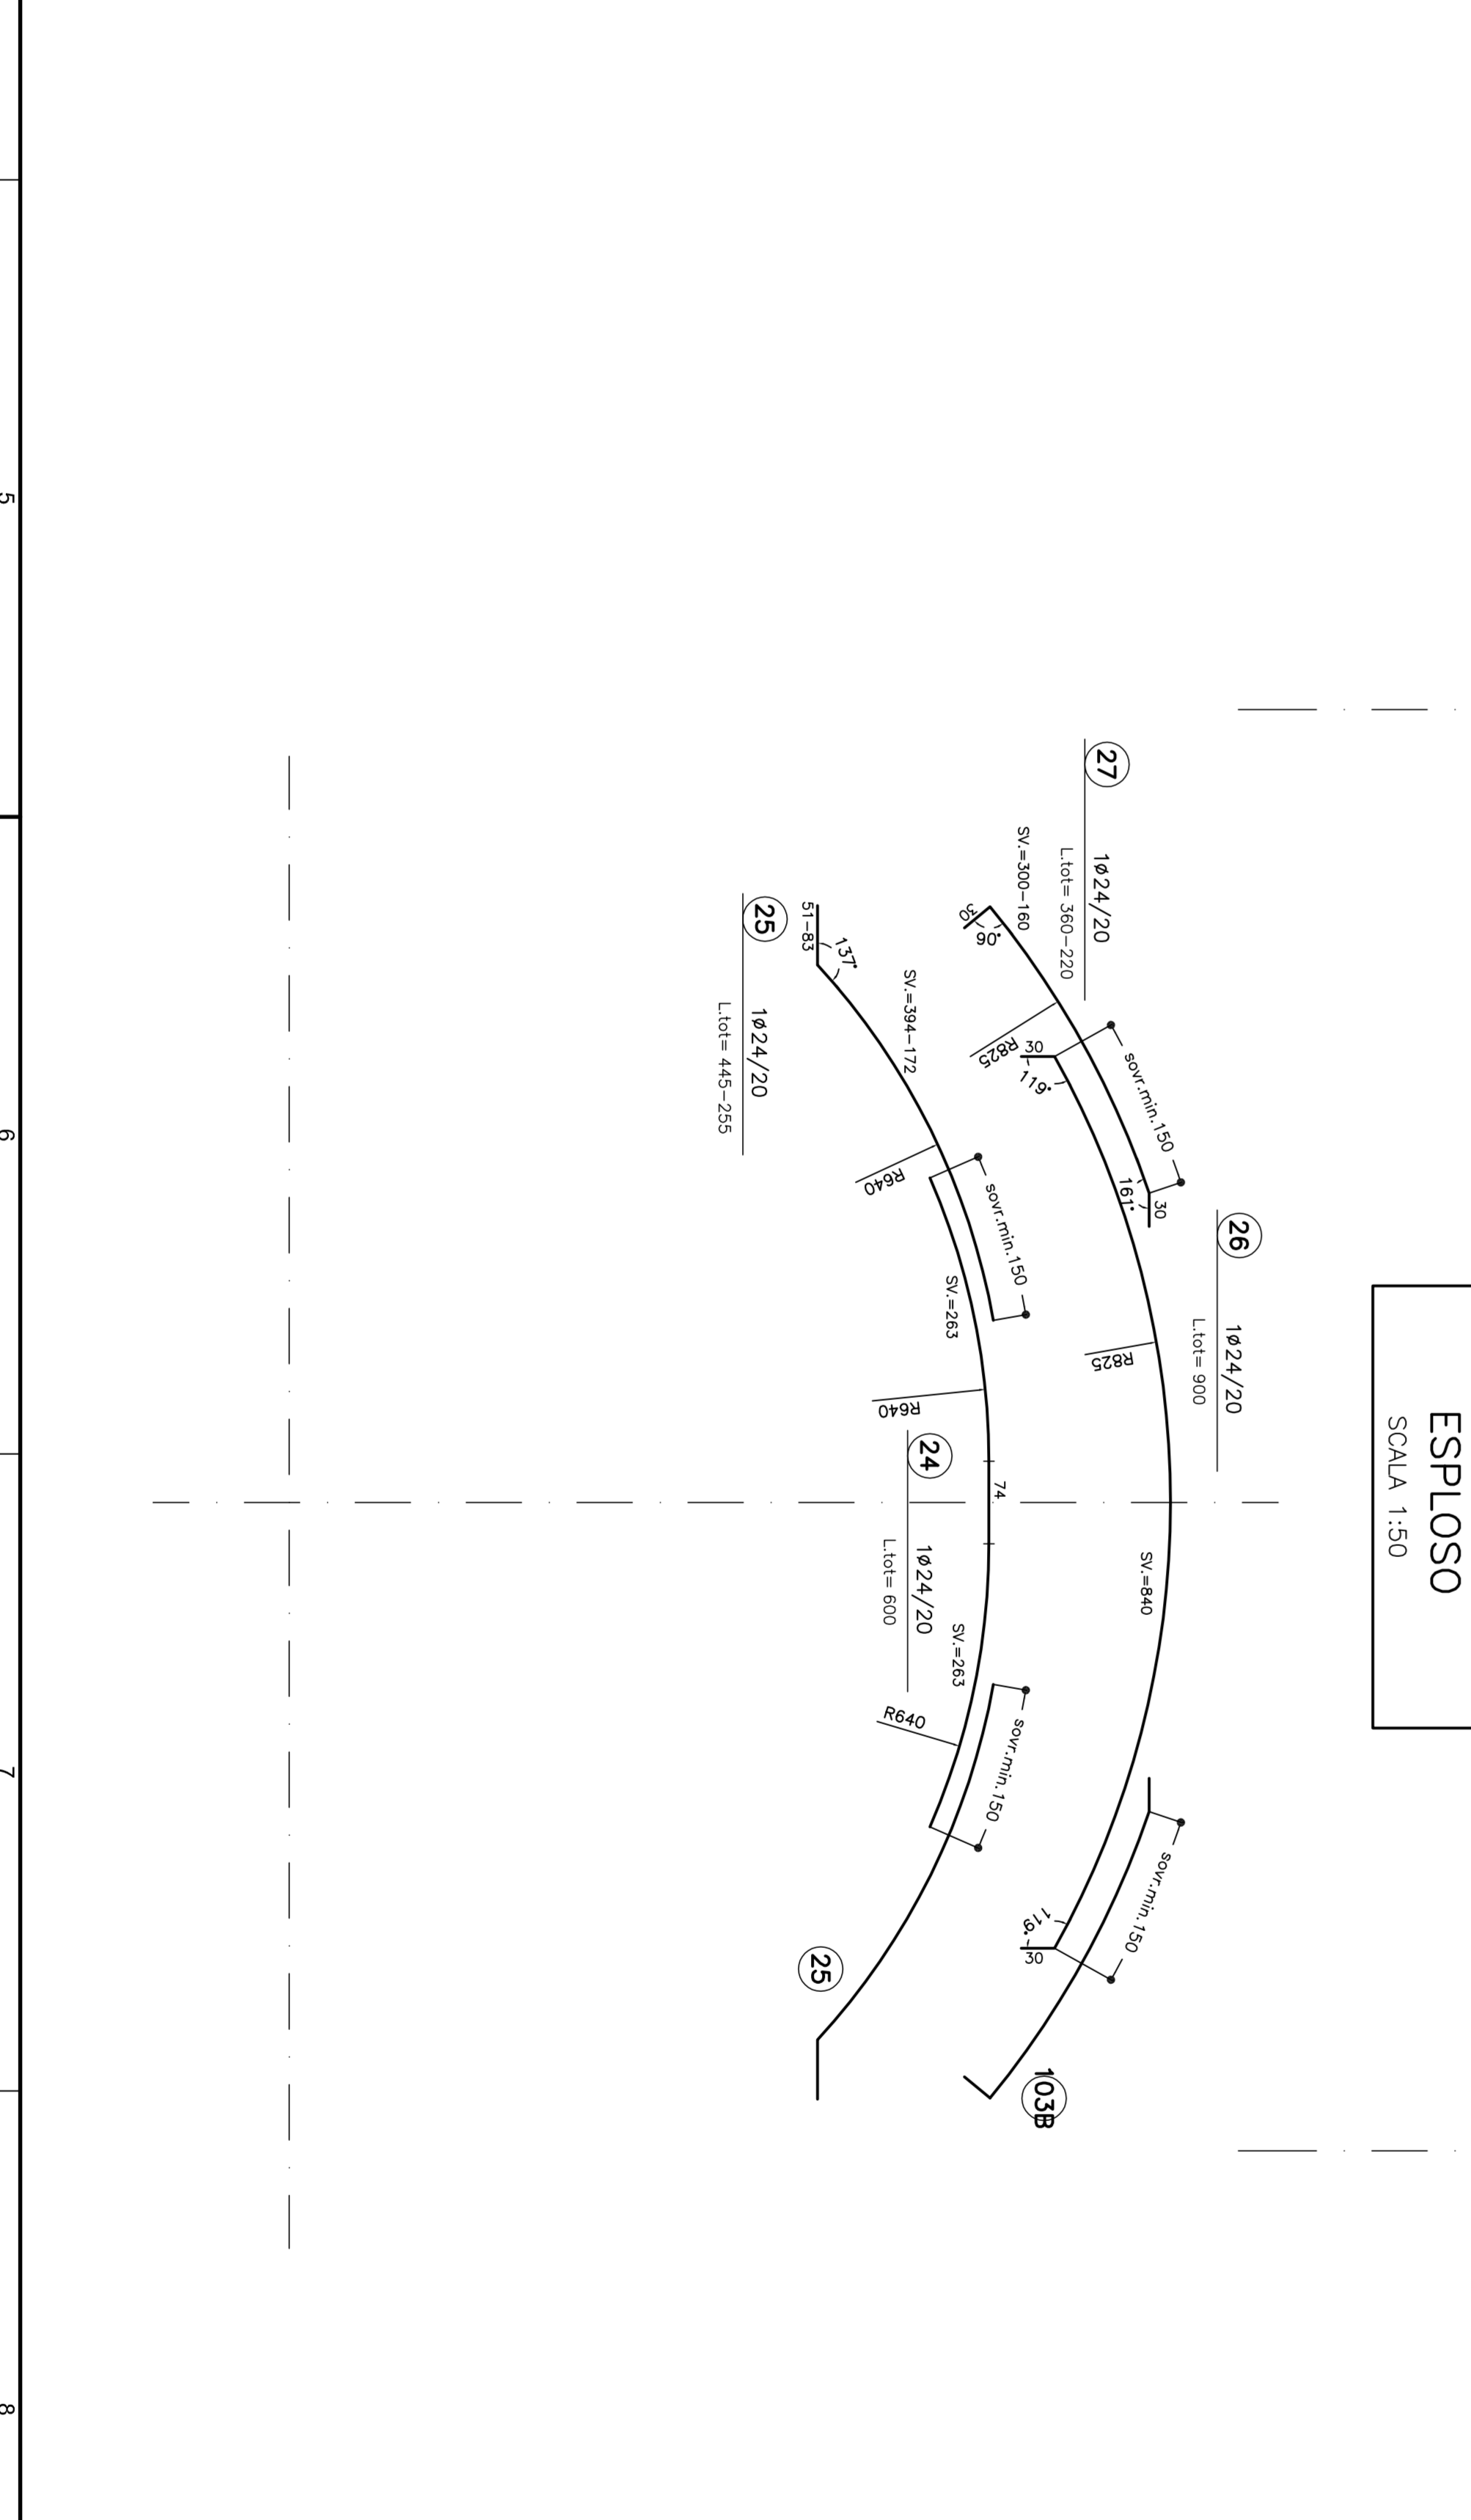 ESPLOSO
SCALA 1:50
26
1ø24/20
L.tot= 900
27
1ø24/20
L.tot= 360-220
SV.=300-160
30
90°
R825
30
119°
sovr.min.150
161°
30
R825
SV.=840
sovr.min.150
119°
30
25
1ø24/20
L.tot= 445-255
51-83
137°
SV.=394-172
R640
sovr.min.150
SV.=263
R640
24
1ø24/20
L.tot= 600
74
SV.=263
R640
sovr.min.150
25
5
6
7
8